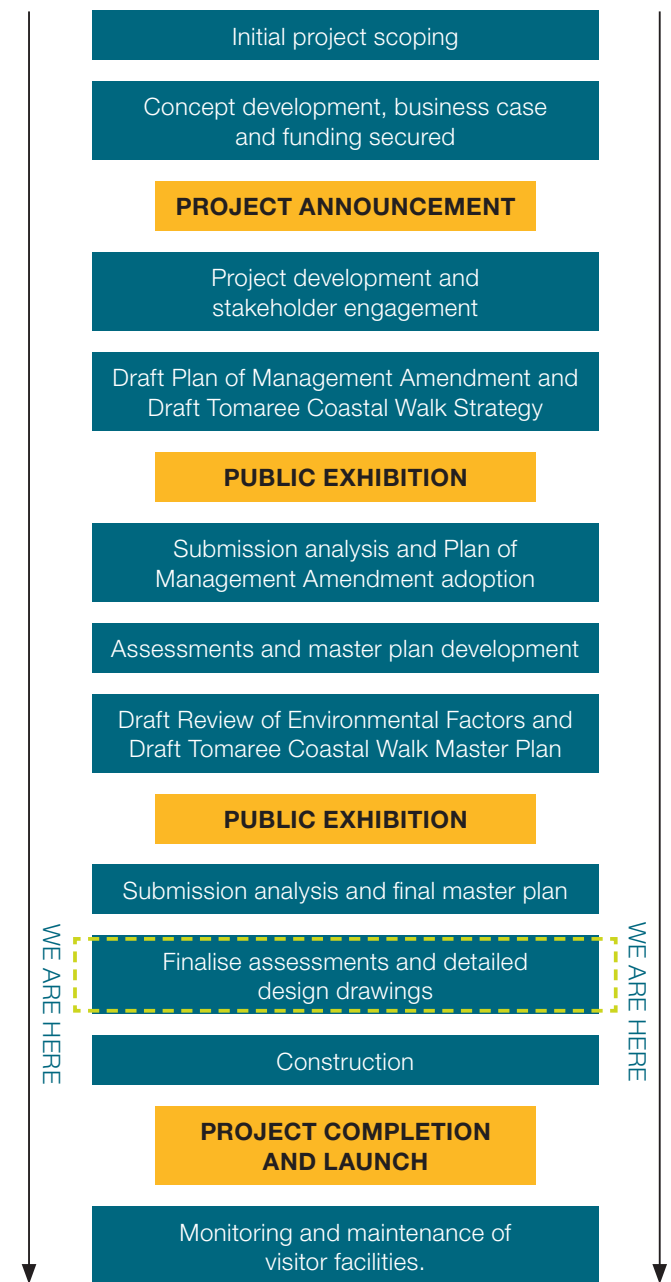 Initial project scoping
Concept development, business case
and funding secured
PROJECT ANNOUNCEMENT
Project development and
stakeholder engagement
Draft Plan of Management Amendment and
Draft Tomaree Coastal Walk Strategy
PUBLIC EXHIBITION
Submission analysis and Plan of
Management Amendment adoption
Assessments and master plan development
Draft Review of Environmental Factors and
Draft Tomaree Coastal Walk Master Plan
PUBLIC EXHIBITION
Submission analysis and final master plan
WE ARE HERE
Finalise assessments and detailed
design drawings
WE ARE HERE
Construction
PROJECT COMPLETION
AND LAUNCH
Monitoring and maintenance of
visitor facilities.